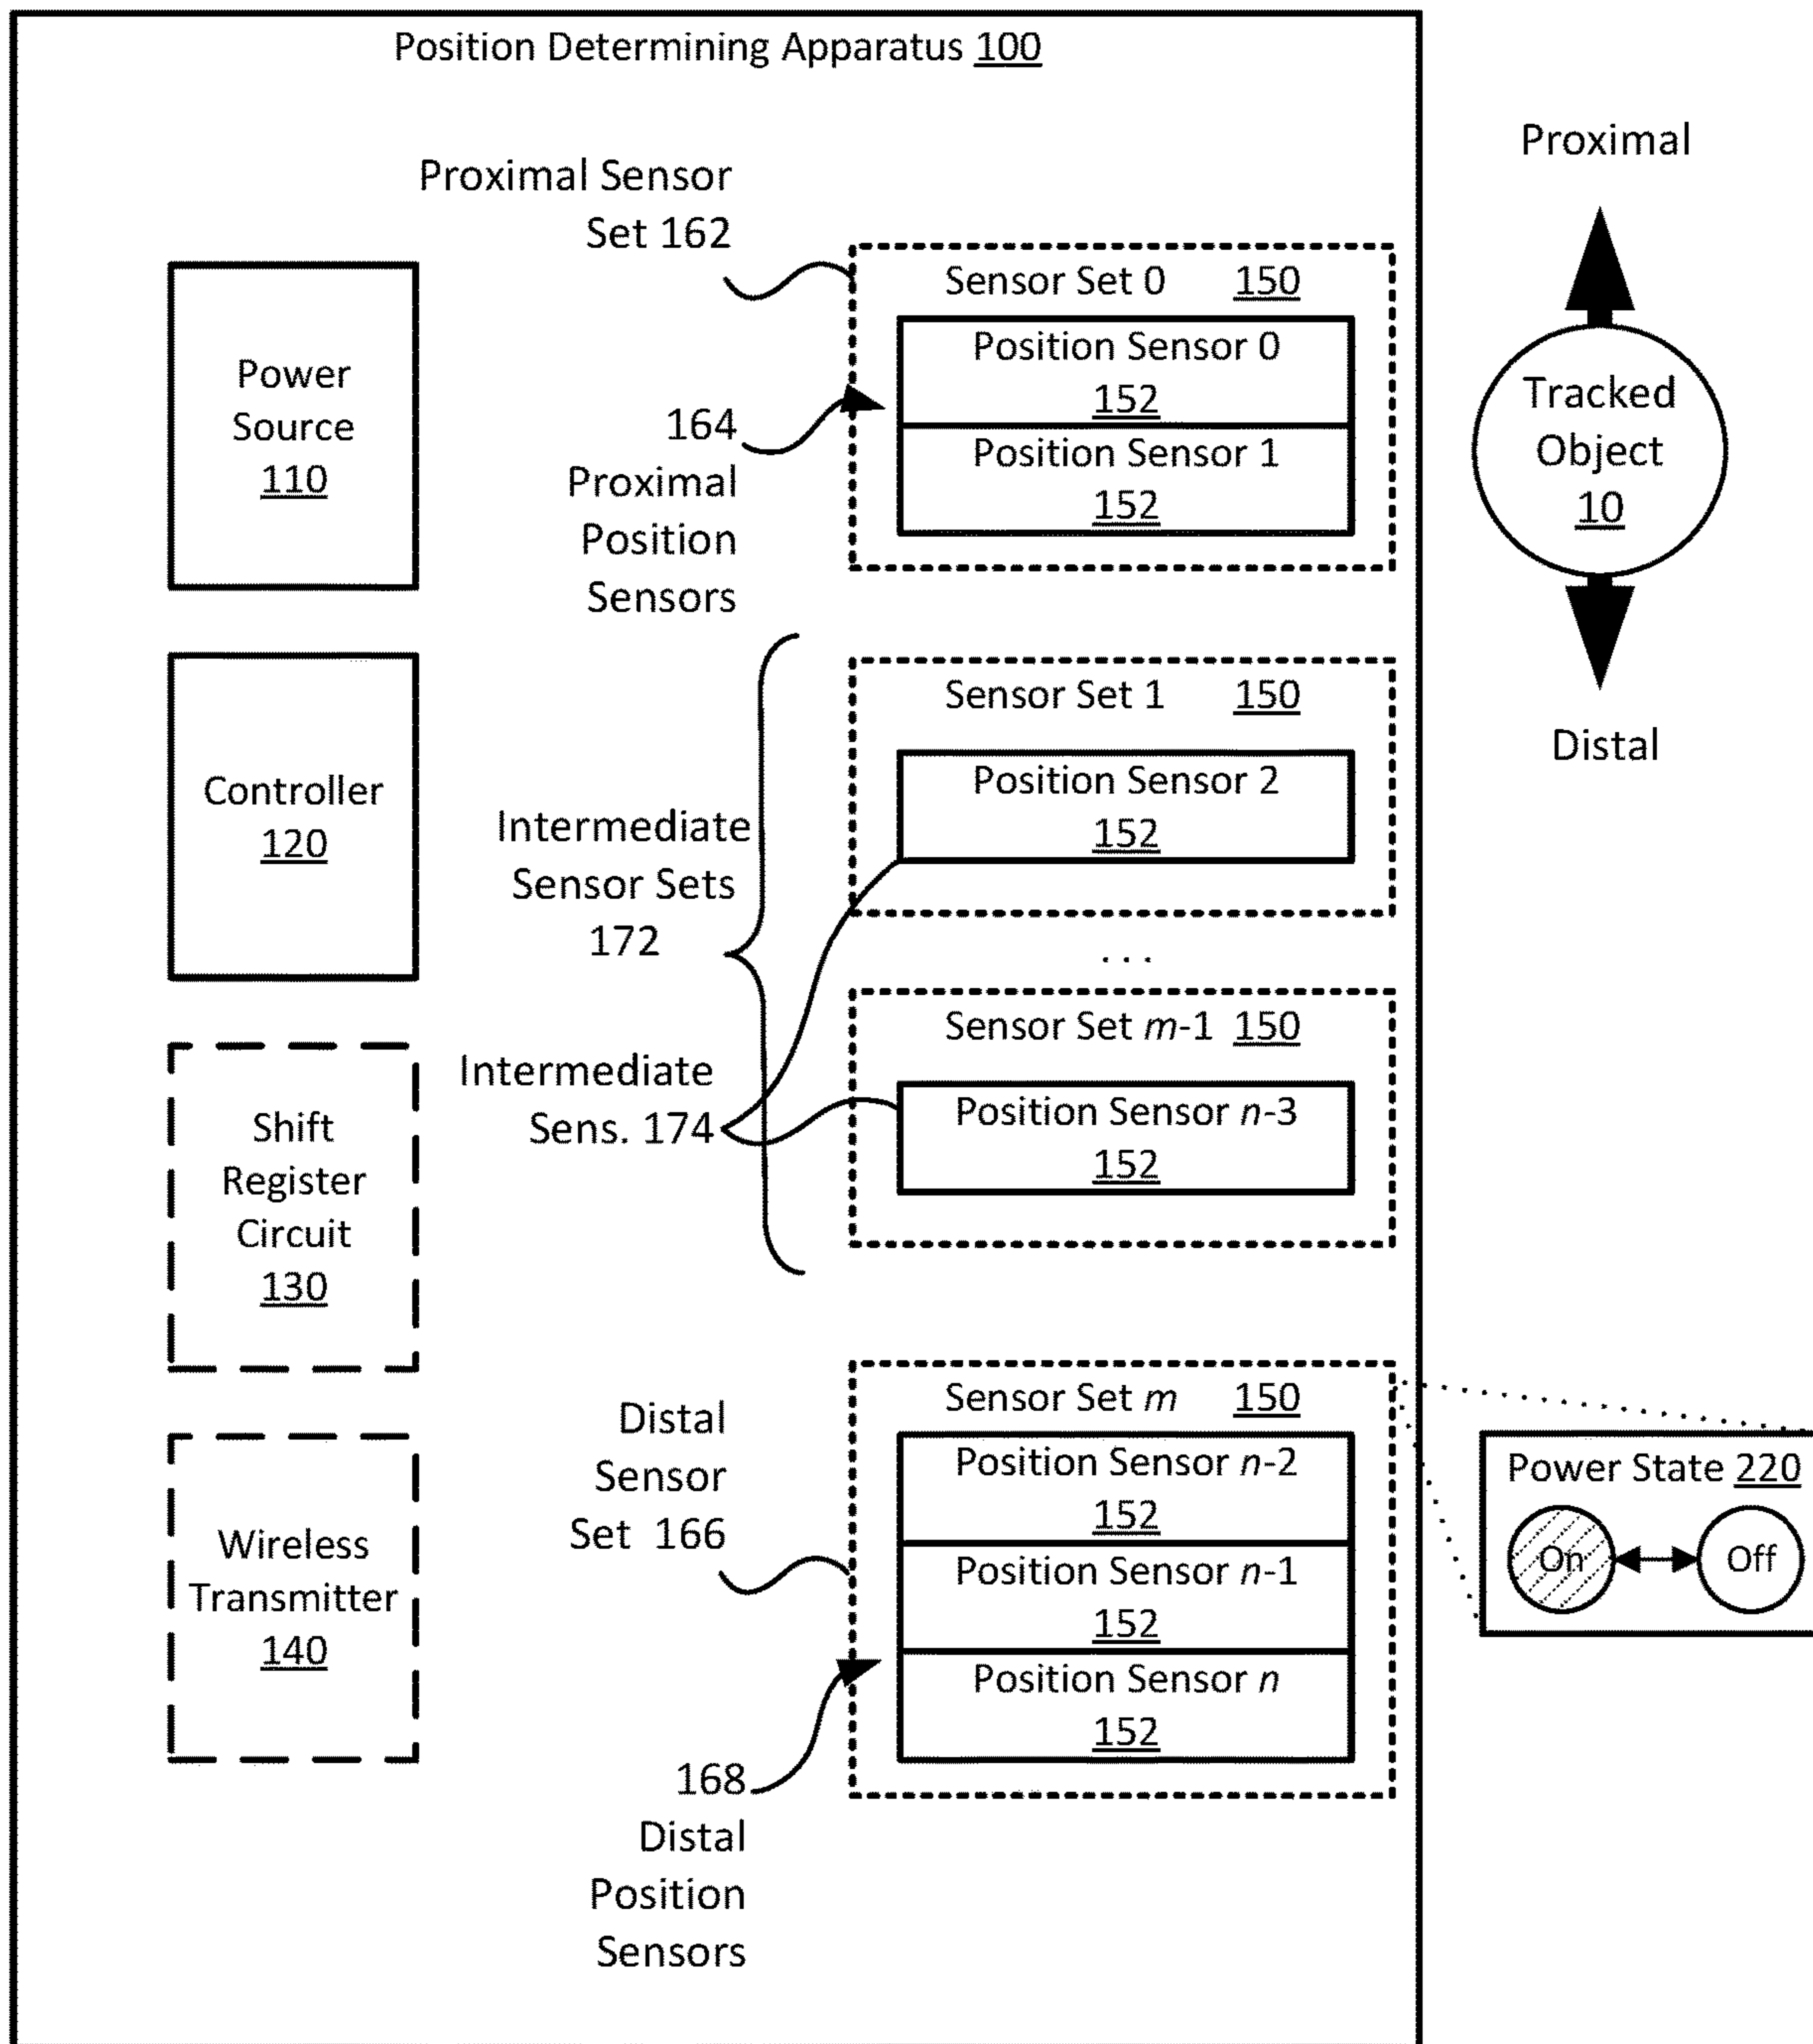 Position Determining Apparatus 100
Proximal Sensor
Set 162
Power
Source
110
164
Proximal
Position
Sensors
Sensor Set 0 150
Position Sensor 0
152
Position Sensor 1
152
Proximal
Tracked
Object
10
Distal
Controller
120
Intermediate
Sensor Sets
172
Sensor Set 1 150
Position Sensor 2
152
. . .
Intermediate
Sens. 174
Sensor Set m-1 150
Position Sensor n-3
152
Shift
Register
Circuit
130
Distal
Sensor
Set 166
Sensor Set m 150
Position Sensor n-2
152
Position Sensor n-1
152
Position Sensor n
152
Power State 220
On
Off
Wireless
Transmitter
140
168
Distal
Position
Sensors